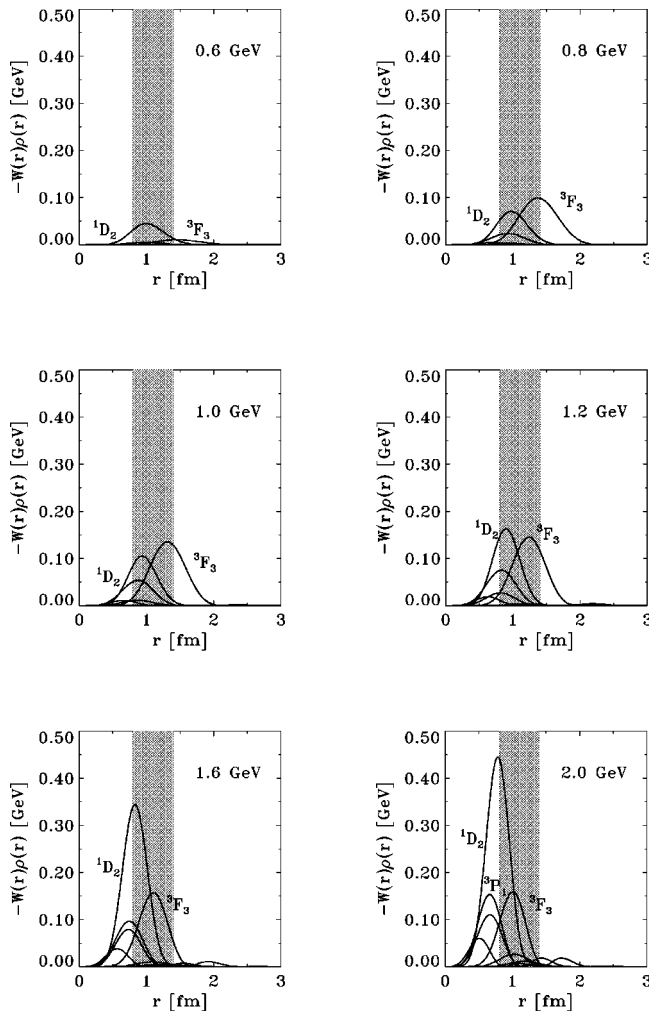 0.50
0.40
0.30
0.20
0.10
0.00
-W(r)ρ(r) [GeV]
0.6 GeV
¹D₂
³F₃
0 1 2 3
r [fm]
0.50
0.40
0.30
0.20
0.10
0.00
-W(r)ρ(r) [GeV]
0.8 GeV
¹D₂
³F₃
0 1 2 3
r [fm]
0.50
0.40
0.30
0.20
0.10
0.00
-W(r)ρ(r) [GeV]
1.0 GeV
¹D₂
³F₃
0 1 2 3
r [fm]
0.50
0.40
0.30
0.20
0.10
0.00
-W(r)ρ(r) [GeV]
1.2 GeV
¹D₂
³F₃
0 1 2 3
r [fm]
0.50
0.40
0.30
0.20
0.10
0.00
-W(r)ρ(r) [GeV]
1.6 GeV
¹D₂
³F₃
0 1 2 3
r [fm]
0.50
0.40
0.30
0.20
0.10
0.00
-W(r)ρ(r) [GeV]
2.0 GeV
¹D₂
³P₁
³F₃
0 1 2 3
r [fm]